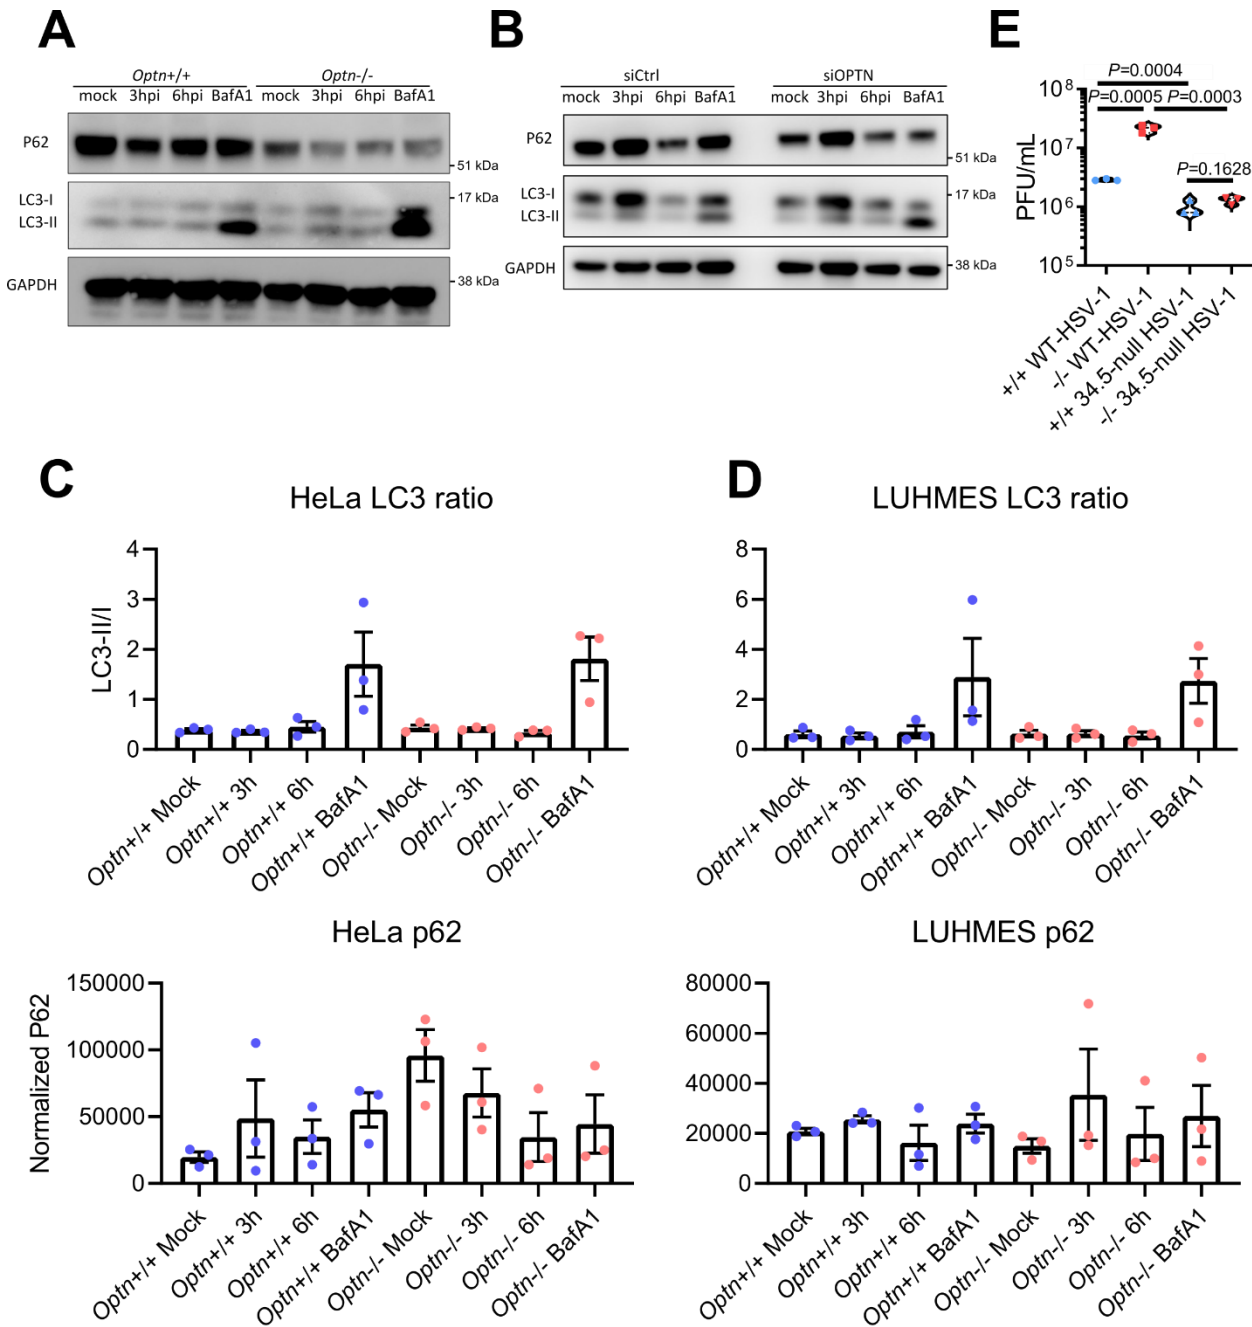 A
Optn+/+ Optn-/-
mock 3hpi 6hpi BafA1 mock 3hpi 6hpi BafA1
P62
51 kDa
LC3-I
17 kDa
LC3-II
GAPDH
38 kDa
B
siCtrl siOPTN
mock 3hpi 6hpi BafA1 mock 3hpi 6hpi BafA1
P62
51 kDa
LC3-I
17 kDa
LC3-II
GAPDH
38 kDa
E
P=0.0004
P=0.0005 P=0.0003
P=0.1628
PFU/mL
10^8
10^7
10^6
10^5
+/+ WT-HSV-1
-/- WT-HSV-1
+/+ 34.5-null HSV-1
-/- 34.5-null HSV-1
C
HeLa LC3 ratio
LC3-II/I
4
3
2
1
0
Optn+/+ Mock
Optn+/+ 3h
Optn+/+ 6h
Optn+/+ BafA1
Optn-/- Mock
Optn-/- 3h
Optn-/- 6h
Optn-/- BafA1
D
LUHMES LC3 ratio
8
6
4
2
0
Optn+/+ Mock
Optn+/+ 3h
Optn+/+ 6h
Optn+/+ BafA1
Optn-/- Mock
Optn-/- 3h
Optn-/- 6h
Optn-/- BafA1
HeLa p62
Normalized P62
150000
100000
50000
0
Optn+/+ Mock
Optn+/+ 3h
Optn+/+ 6h
Optn+/+ BafA1
Optn-/- Mock
Optn-/- 3h
Optn-/- 6h
Optn-/- BafA1
LUHMES p62
80000
60000
40000
20000
0
Optn+/+ Mock
Optn+/+ 3h
Optn+/+ 6h
Optn+/+ BafA1
Optn-/- Mock
Optn-/- 3h
Optn-/- 6h
Optn-/- BafA1